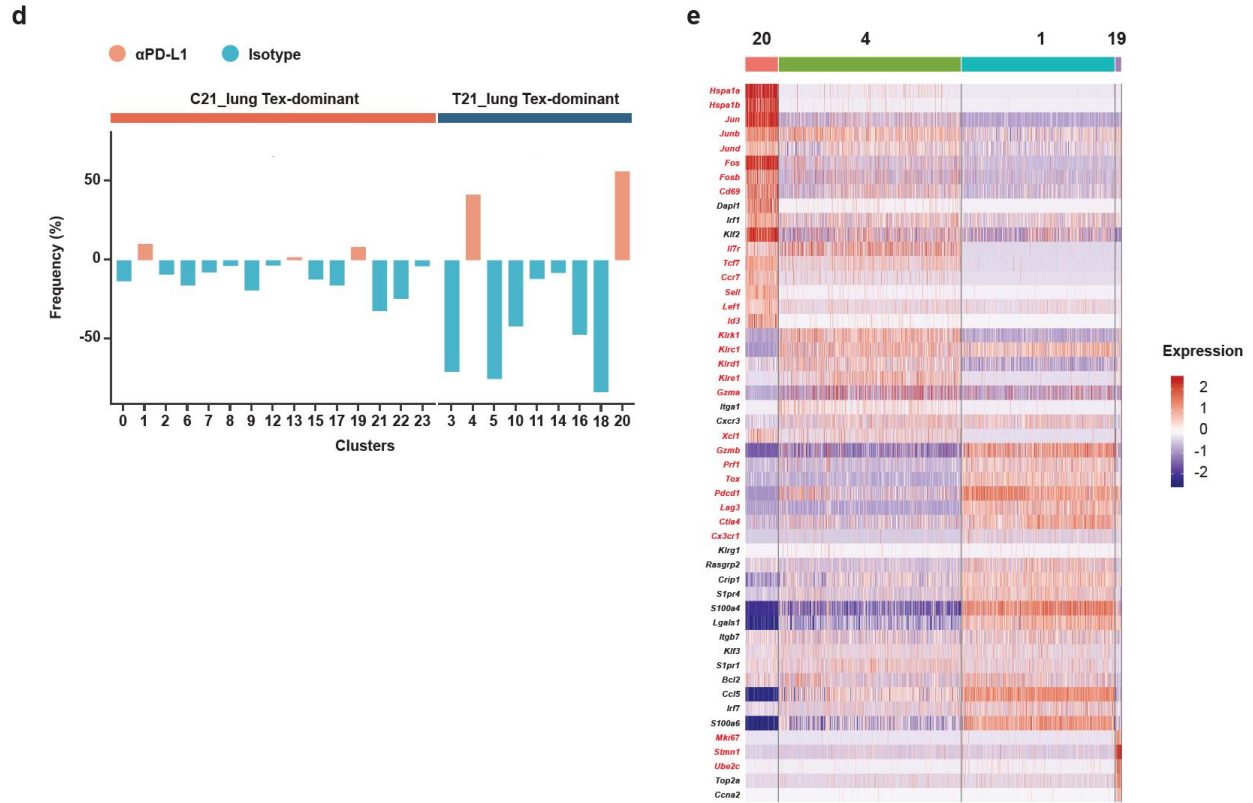 d
αPD-L1
Isotype
C21_lung Tex-dominant
T21_lung Tex-dominant
Frequency (%)
50
0
-50
0 1 2 6 7 8 9 12 13 15 17 19 21 22 23 3 4 5 10 11 14 16 18 20
Clusters
e
20 4 1 19
Hspa1a
Hspa1b
Jun
Junb
Jund
Fos
Fosb
Cd69
Dapl1
Irf1
Klf2
Il7r
Tcf7
Ccr7
Sell
Lef1
Id3
Klrk1
Klrc1
Klrd1
Klre1
Gzma
Itga1
Cxcr3
Xcl1
Gzmb
Prf1
Tox
Pdcd1
Lag3
Ctla4
Cx3cr1
Klrg1
Rasgrp2
Crip1
S1pr4
S100a4
Lgals1
Itgb7
Klf3
S1pr1
Bcl2
Ccl5
Irf7
S100a6
Mki67
Stmn1
Ube2c
Top2a
Ccna2
Expression
2
1
0
-1
-2